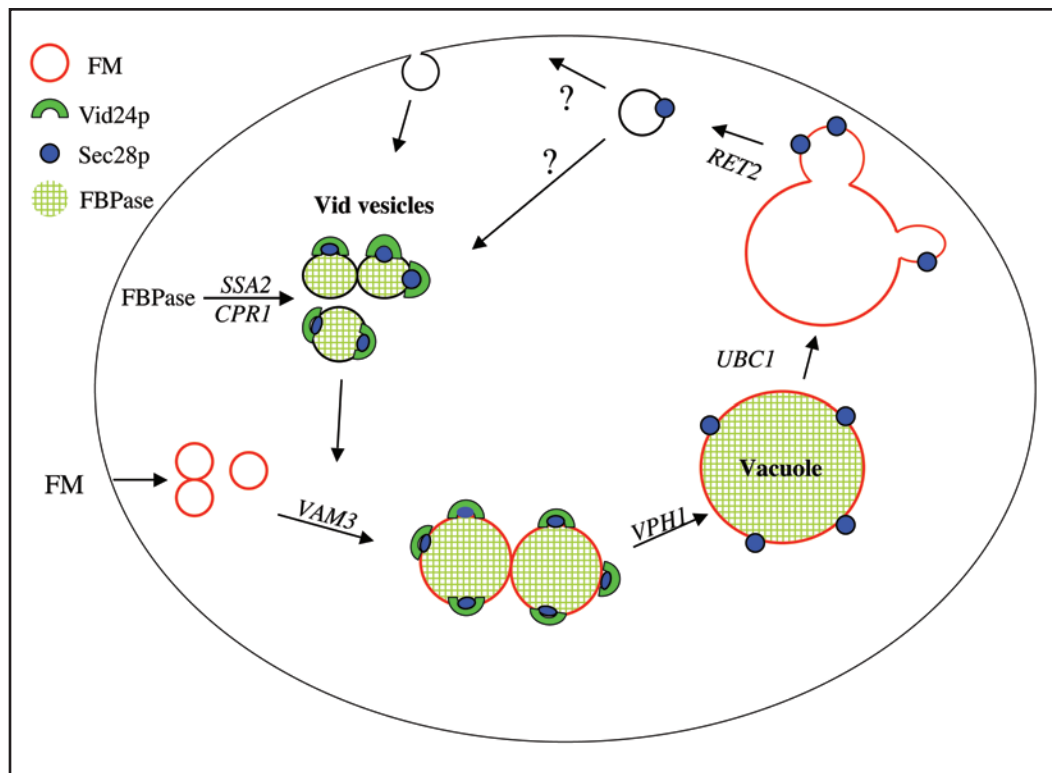 FM
Vid24p
Sec28p
FBPase
?
?
RET2
Vid vesicles
FBPase
SSA2
CPR1
UBC1
Vacuole
FM
VAM3
VPH1